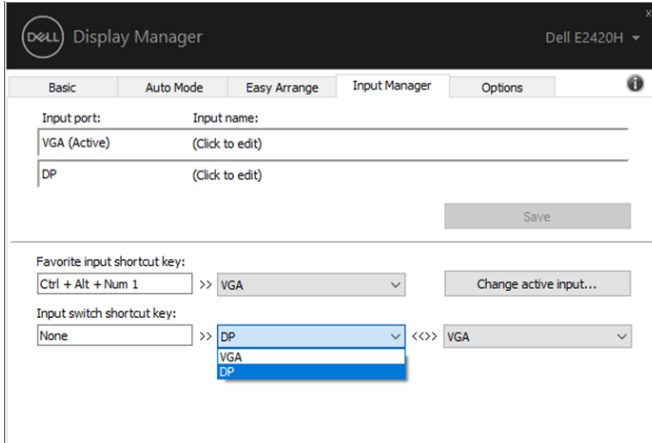 x
DELL Display Manager Dell E2420H
Basic Auto Mode Easy Arrange Input Manager Options i
Input port: Input name:
VGA (Active) (Click to edit)
DP (Click to edit)
Save
Favorite input shortcut key:
Ctrl + Alt + Num 1 >> VGA Change active input...
Input switch shortcut key:
None >> DP <<>> VGA
VGA
DP